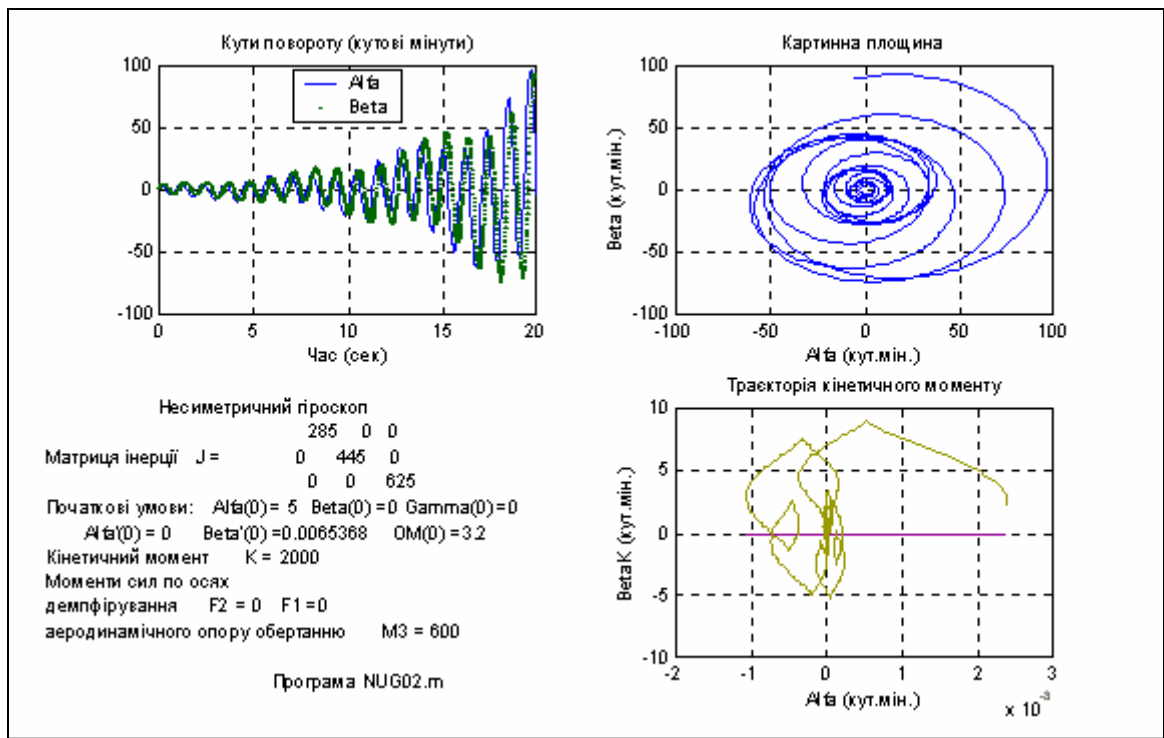 Кути повороту (кутові мінути)
100
50
0
-50
-100
Alfa
Beta
0 5 10 15 20
Час (сек)
Картинна площина
Beta (кут.мін.)
100
50
0
-50
-100
-100 -50 0 50 100
Alfa (кут.мін.)
Несиметричний гіроскоп
285 0 0
Матриця інерції J = 0 445 0
0 0 625
Початкові умови: Alfa(0) = 5 Beta(0) =0 Gamma(0)=0
Alfa'(0) = 0 Beta'(0)=0.0065368 OM(0) =3.2
Кінетичний момент K = 2000
Моменти сил по осях
демпфірування F2 = 0 F1 =0
аеродинамічного опору обертанню M3 = 600
Програма NUG02.m
Траєкторія кінетичного моменту
BetaK (кут.мін.)
10
5
0
-5
-10
-2 -1 0 1 2 3
Alfa (кут.мін.)
x 10⁻³